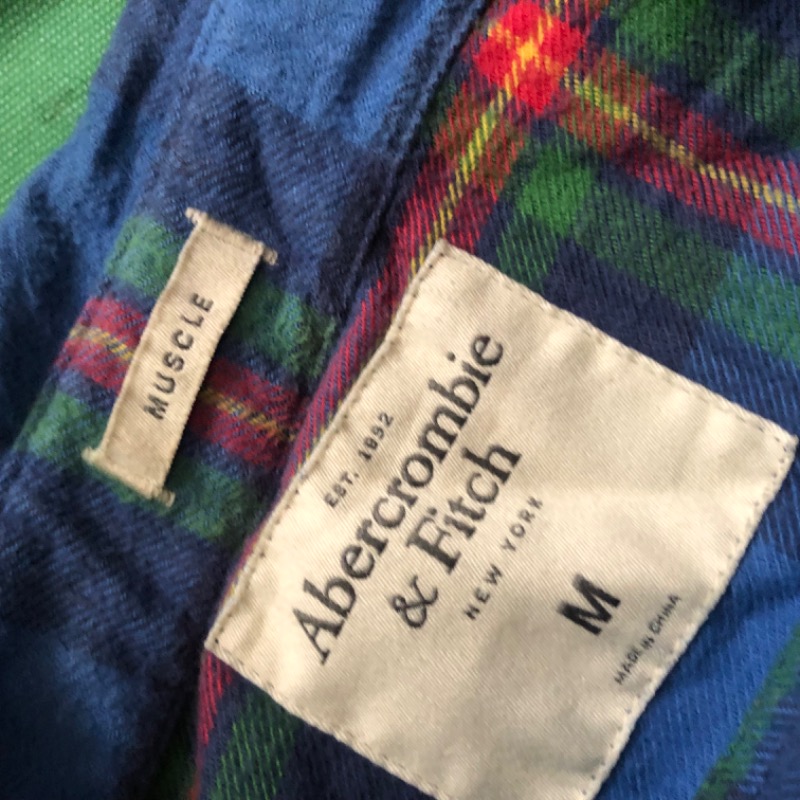 MUSCLE
EST. 1892
Abercrombie
& Fitch
NEW YORK
M
MADE IN CHINA